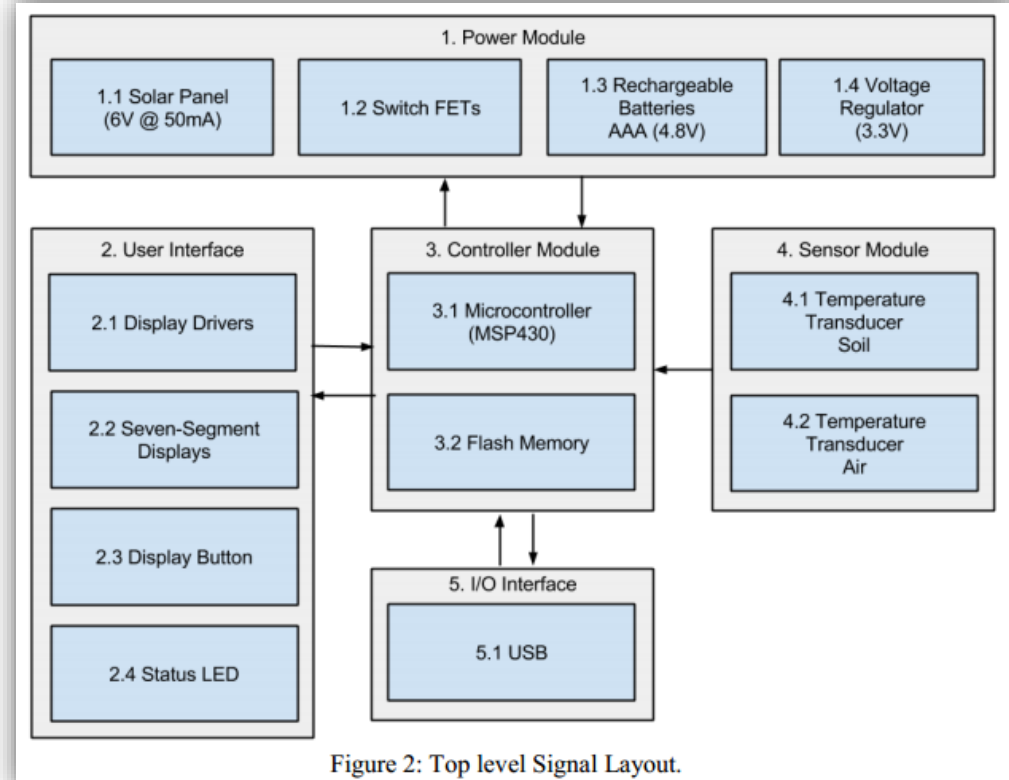 1. Power Module
1.1 Solar Panel
(6V @ 50mA)
1.2 Switch FETs
1.3 Rechargeable
Batteries
AAA (4.8V)
1.4 Voltage
Regulator
(3.3V)
2. User Interface
2.1 Display Drivers
2.2 Seven-Segment
Displays
2.3 Display Button
2.4 Status LED
3. Controller Module
3.1 Microcontroller
(MSP430)
3.2 Flash Memory
4. Sensor Module
4.1 Temperature
Transducer
Soil
4.2 Temperature
Transducer
Air
5. I/O Interface
5.1 USB
Figure 2: Top level Signal Layout.